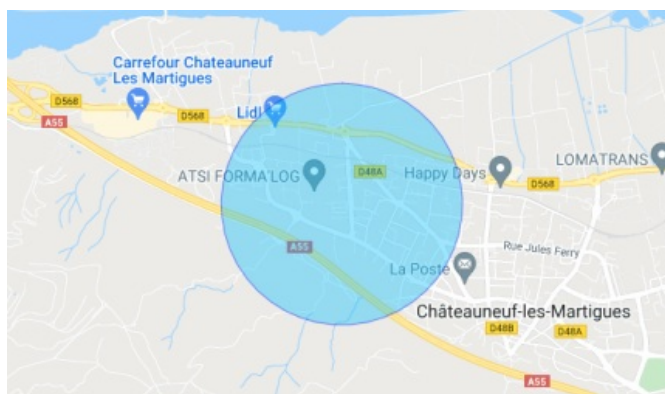 Carrefour Chateauneuf
Les Martigues
D568
D568
A55
Lidl
ATSI FORMA'LOG
D48A
Happy Days
LOMATRANS
D568
A55
Rue Jules Ferry
La Poste
Châteauneuf-les-Martigues
D48B
D48A
A55